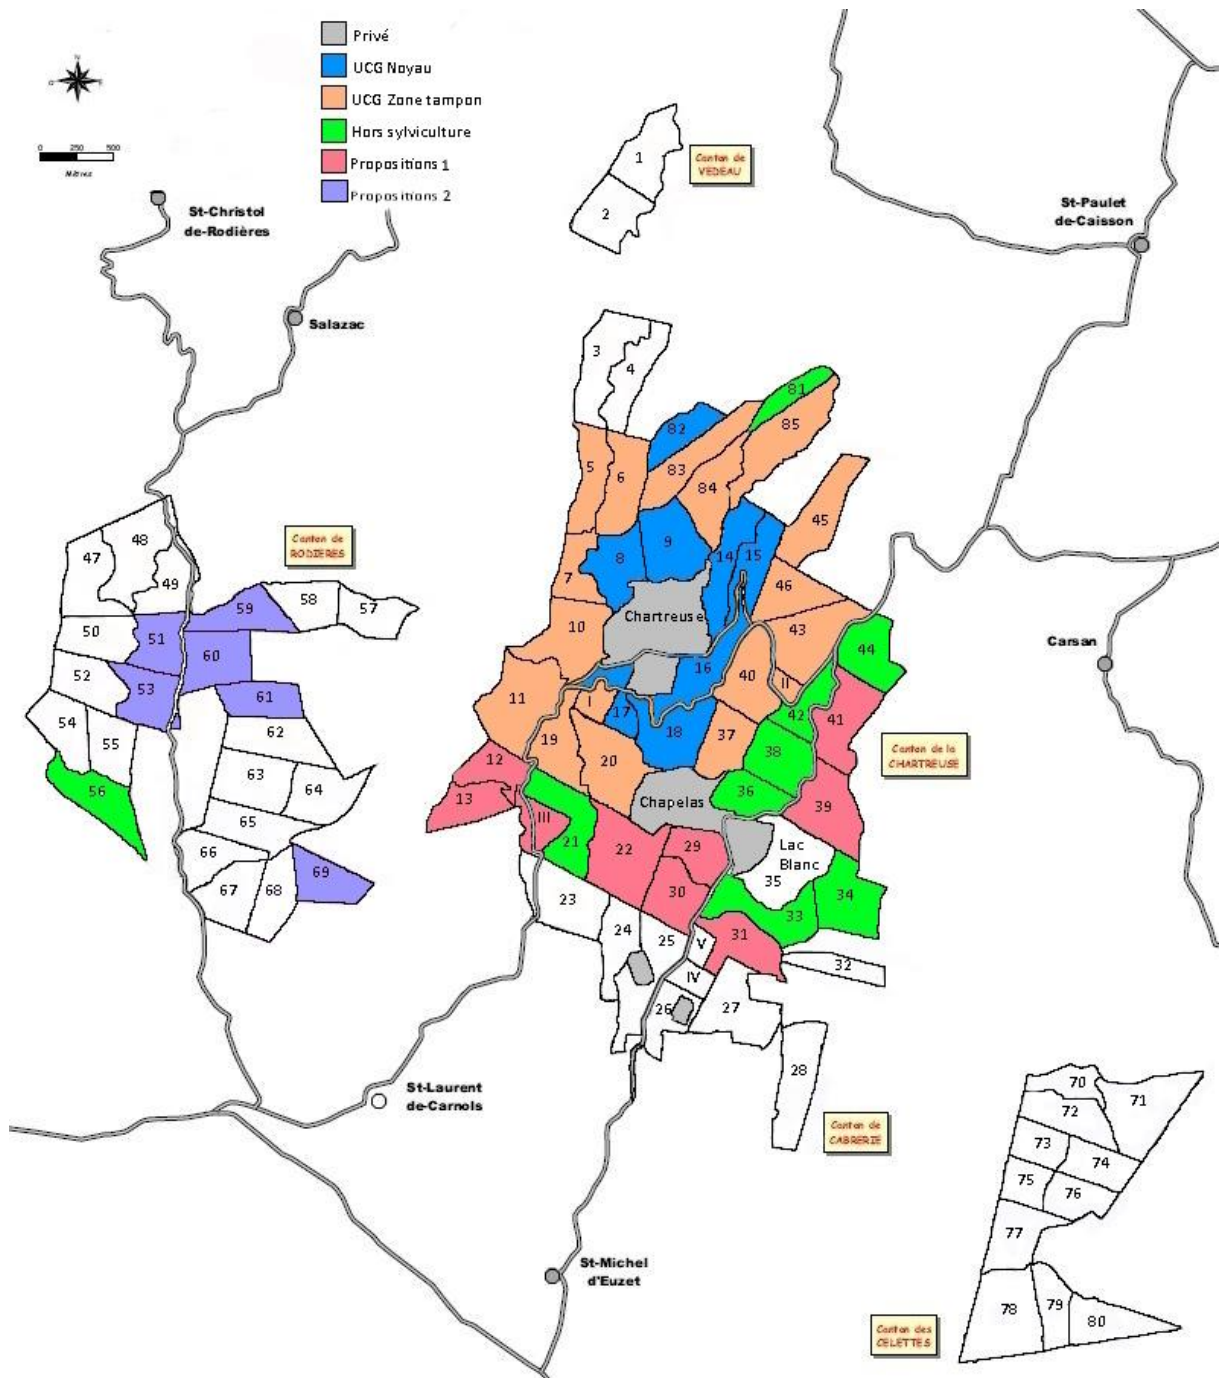 Privé
UCG Noyau
UCG Zone tampon
Hors sylviculture
Propositions 1
Propositions 2
N
O
E
S
0 250 500
Mètres
St-Christol
de-Rodières
Salazac
Canton de
VEDEAU
St-Paulet
de-Caisson
1
2
3
4
81
82
85
5
6
83
84
45
47
48
49
Canton de
RODIERES
8
9
14
15
7
46
59
58
57
50
51
60
10
Chartreuse
43
44
Carsan
52
53
61
16
40
II
11
I
17
42
41
54
55
62
19
18
37
38
Canton de la
CHARTREUSE
56
63
64
12
20
36
39
13
III
21
Chapelas
65
22
29
Lac
Blanc
66
69
30
35
34
67
68
23
33
24
25
V
31
32
IV
26
27
28
St-Laurent
de-Carnols
Canton de
CABRERIE
70
71
72
73
74
75
76
77
St-Michel
d'Euzet
78
79
80
Canton des
CELETTES